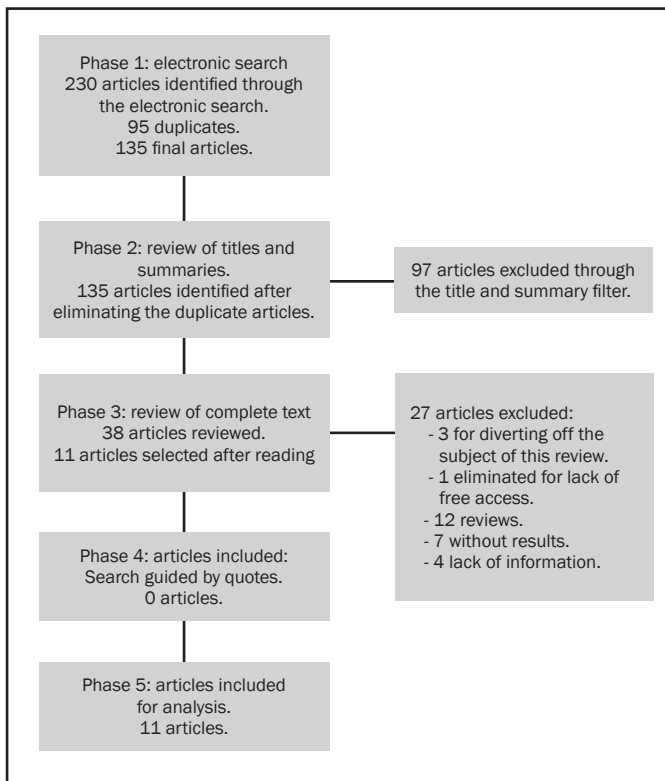 Phase 1: electronic search
230 articles identified through
the electronic search.
95 duplicates.
135 final articles.
Phase 2: review of titles and
summaries.
135 articles identified after
eliminating the duplicate articles.
97 articles excluded through
the title and summary filter.
Phase 3: review of complete text
38 articles reviewed.
11 articles selected after reading
27 articles excluded:
- 3 for diverting off the
subject of this review.
- 1 eliminated for lack of
free access.
- 12 reviews.
- 7 without results.
- 4 lack of information.
Phase 4: articles included:
Search guided by quotes.
0 articles.
Phase 5: articles included
for analysis.
11 articles.